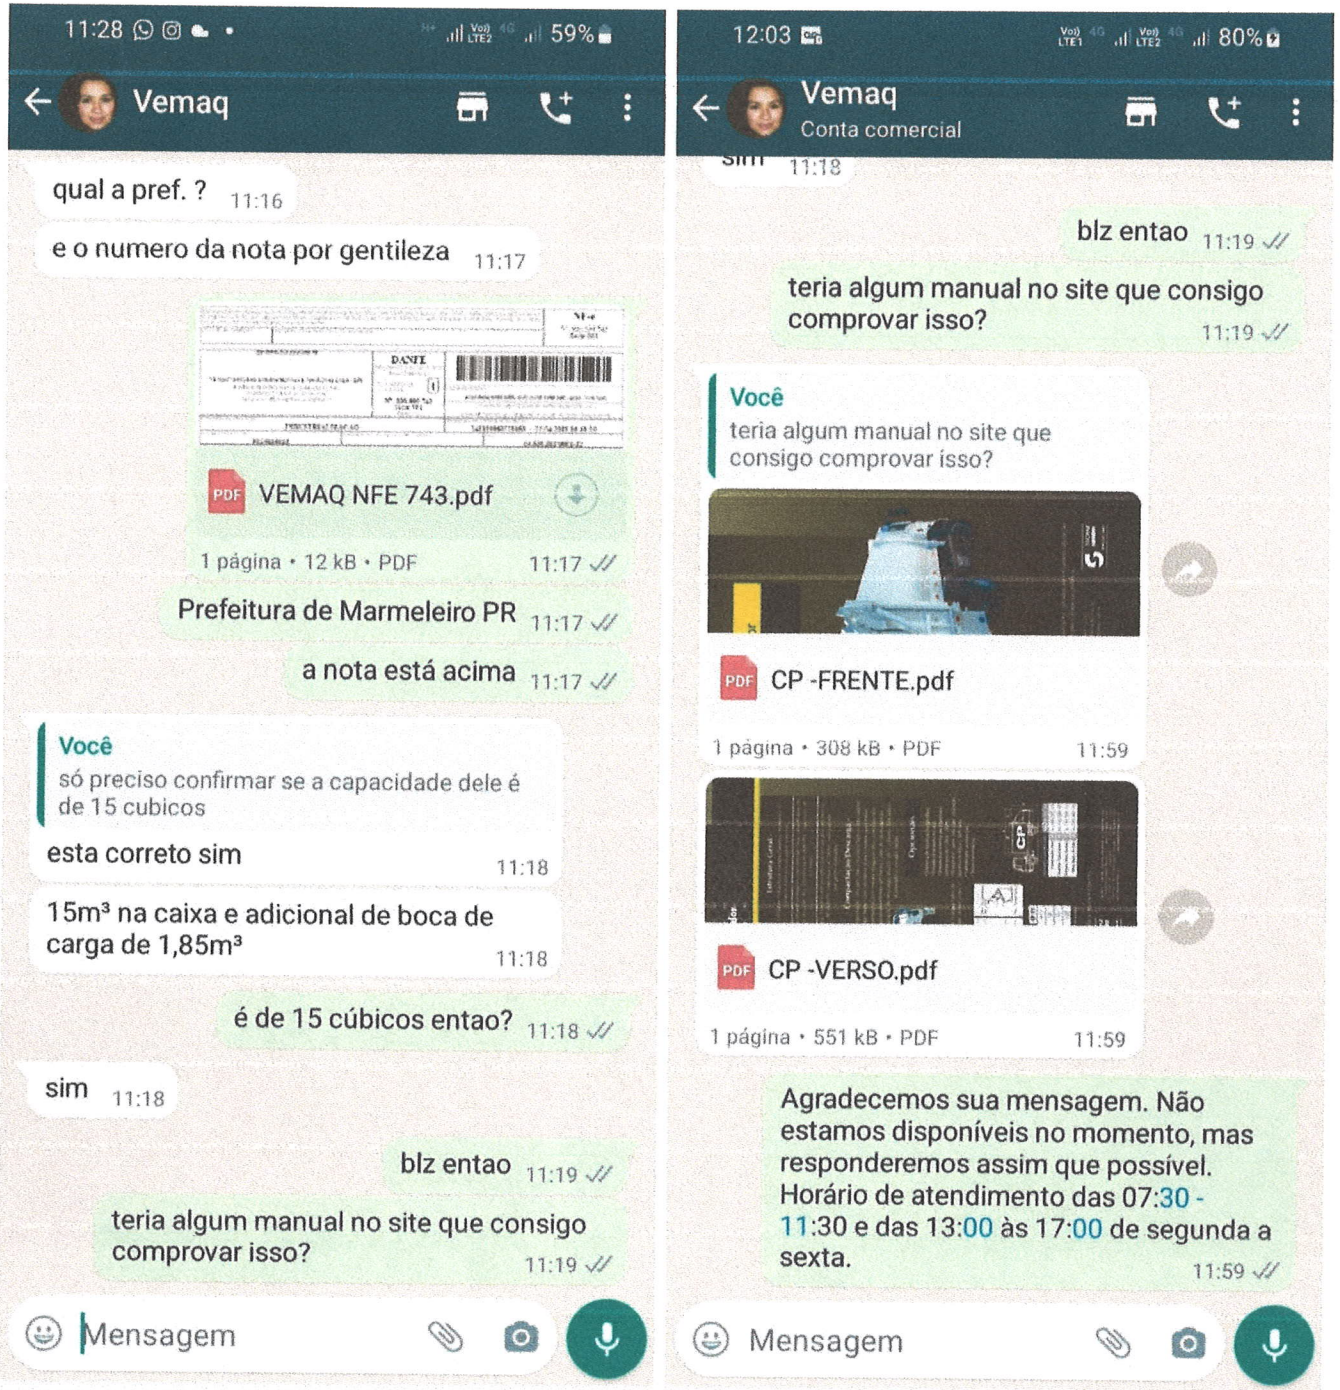 11:28
59%
Vemaq
qual a pref. ? 11:16
e o numero da nota por gentileza 11:17
NF-e
DANFE
PDF VEMAQ NFE 743.pdf
1 página • 12 kB • PDF 11:17
Prefeitura de Marmeleiro PR 11:17
a nota está acima 11:17
Você
só preciso confirmar se a capacidade dele é
de 15 cubicos
esta correto sim 11:18
15m³ na caixa e adicional de boca de
carga de 1,85m³ 11:18
é de 15 cúbicos entao? 11:18
sim 11:18
blz entao 11:19
teria algum manual no site que consigo
comprovar isso? 11:19
Mensagem
12:03
80%
Vemaq
Conta comercial
sim 11:18
blz entao 11:19
teria algum manual no site que consigo
comprovar isso? 11:19
Você
teria algum manual no site que
consigo comprovar isso?
PDF CP -FRENTE.pdf
1 página • 308 kB • PDF 11:59
Estrutura Geral
Opcionais
CP
PDF CP -VERSO.pdf
1 página • 551 kB • PDF 11:59
Agradecemos sua mensagem. Não
estamos disponíveis no momento, mas
responderemos assim que possível.
Horário de atendimento das 07:30 -
11:30 e das 13:00 às 17:00 de segunda a
sexta. 11:59
Mensagem